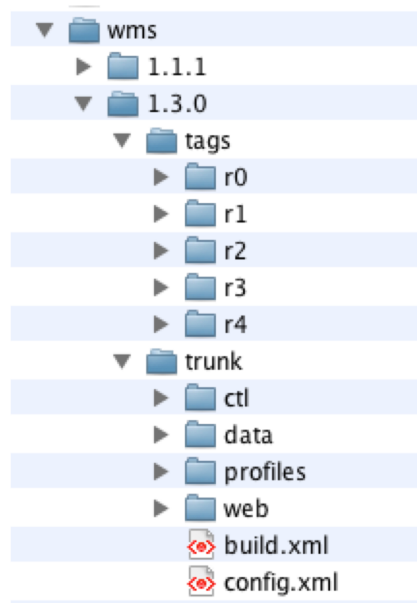 wms
1.1.1
1.3.0
tags
r0
r1
r2
r3
r4
trunk
ctl
data
profiles
web
build.xml
config.xml